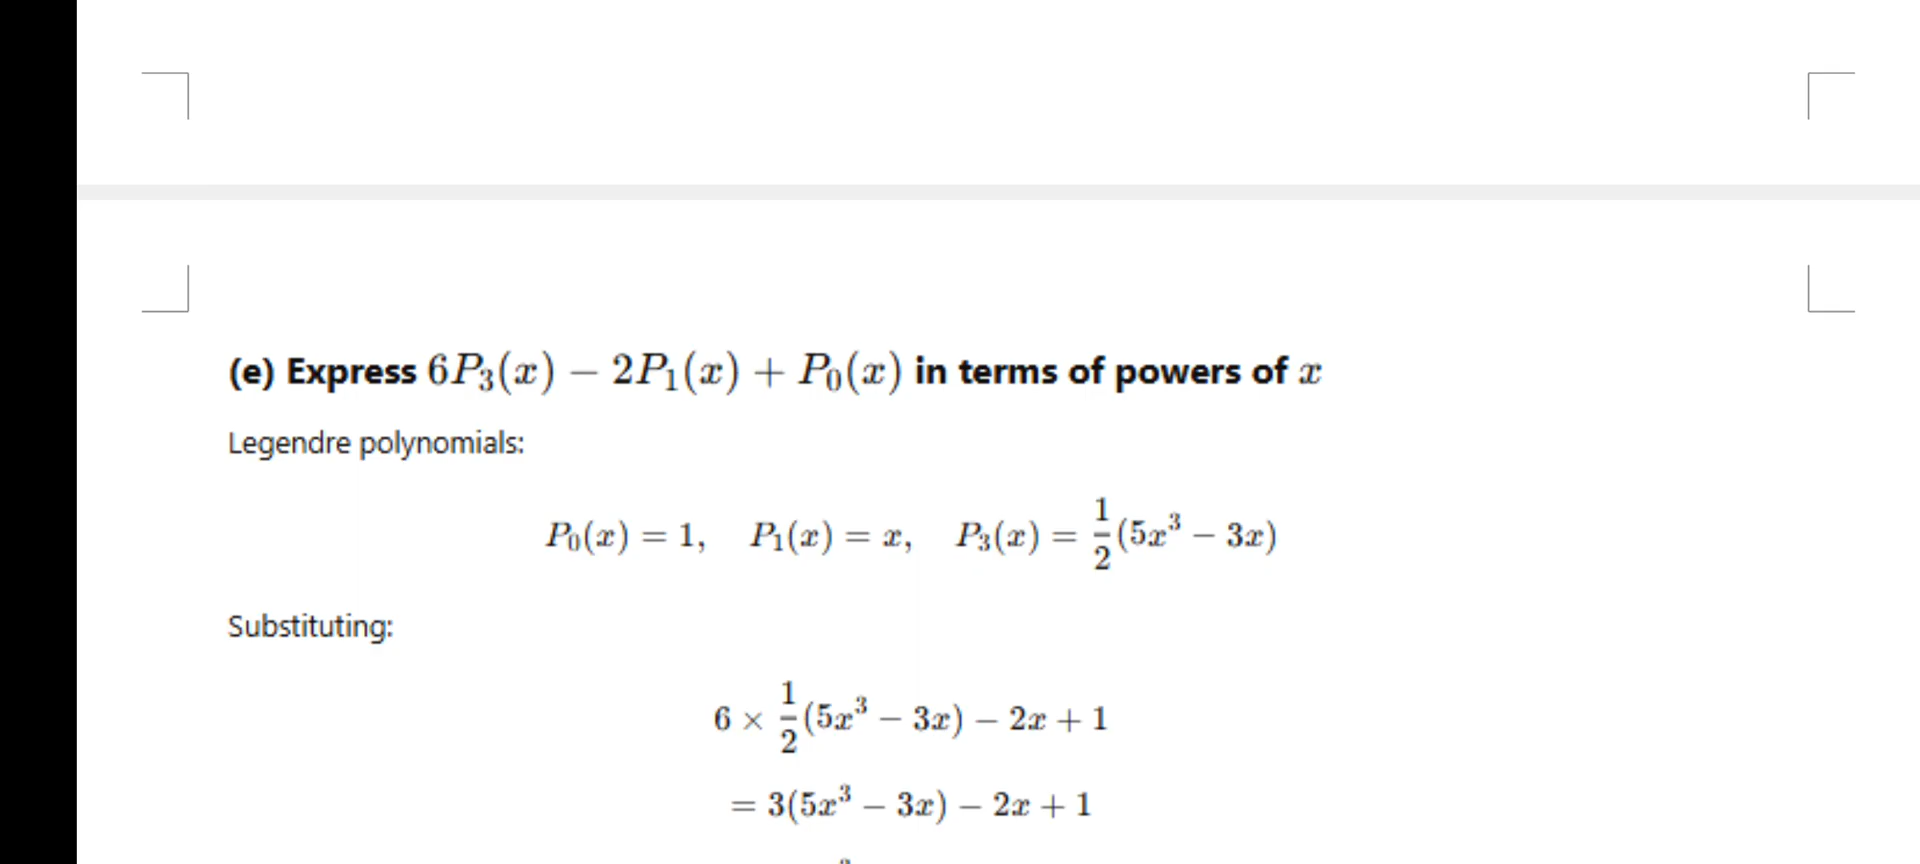 (e) Express 6P₃(x) − 2P₁(x) + P₀(x) in terms of powers of x
Legendre polynomials:
P₀(x) = 1, P₁(x) = x, P₃(x) = 1/2(5x³ − 3x)
Substituting:
6 × 1/2(5x³ − 3x) − 2x + 1
= 3(5x³ − 3x) − 2x + 1